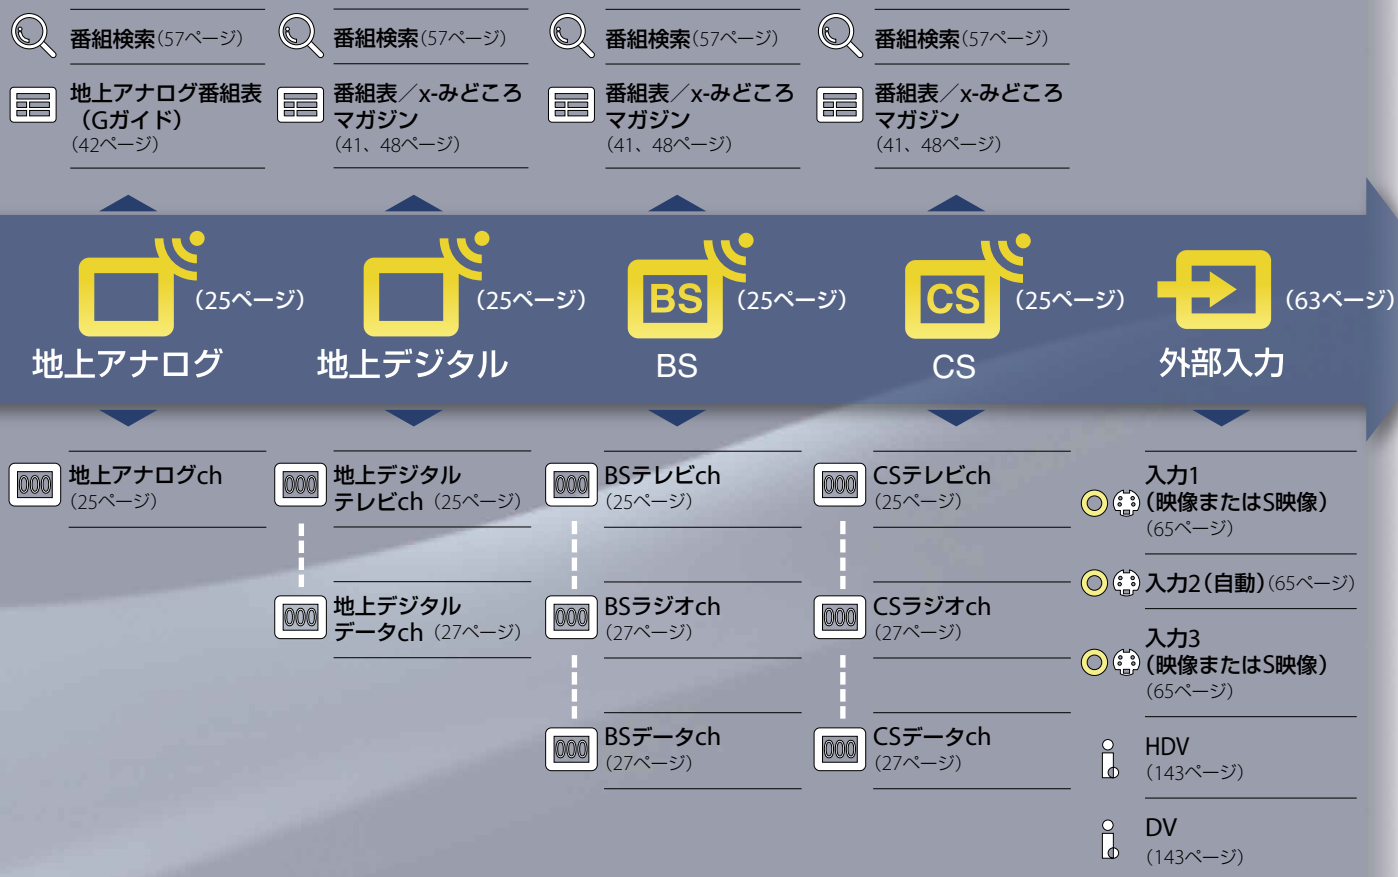 番組検索(57ページ)
番組検索(57ページ)
番組検索(57ページ)
番組検索(57ページ)
地上アナログ番組表
(Gガイド)
(42ページ)
番組表／x-みどころ
マガジン
(41、48ページ)
番組表／x-みどころ
マガジン
(41、48ページ)
番組表／x-みどころ
マガジン
(41、48ページ)
(25ページ)
地上アナログ
(25ページ)
地上デジタル
BS
(25ページ)
BS
CS
(25ページ)
CS
(63ページ)
外部入力
000
地上アナログch
(25ページ)
000
地上デジタル
テレビch (25ページ)
000
地上デジタル
データch (27ページ)
000
BSテレビch
(25ページ)
000
BSラジオch
(27ページ)
000
BSデータch
(27ページ)
000
CSテレビch
(25ページ)
000
CSラジオch
(27ページ)
000
CSデータch
(27ページ)
入力1
(映像またはS映像)
(65ページ)
入力2(自動)(65ページ)
入力3
(映像またはS映像)
(65ページ)
HDV
(143ページ)
DV
(143ページ)